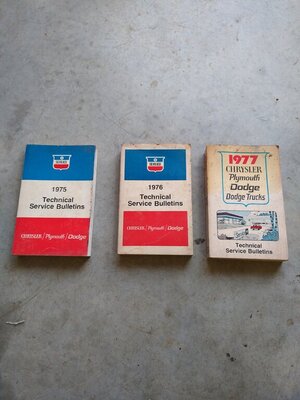 1975
Technical
Service Bulletins
CHRYSLER / Plymouth / Dodge
1976
Technical
Service Bulletins
CHRYSLER / Plymouth / Dodge
1977
CHRYSLER
Plymouth
Dodge
Dodge Trucks
Technical
Service Bulletins